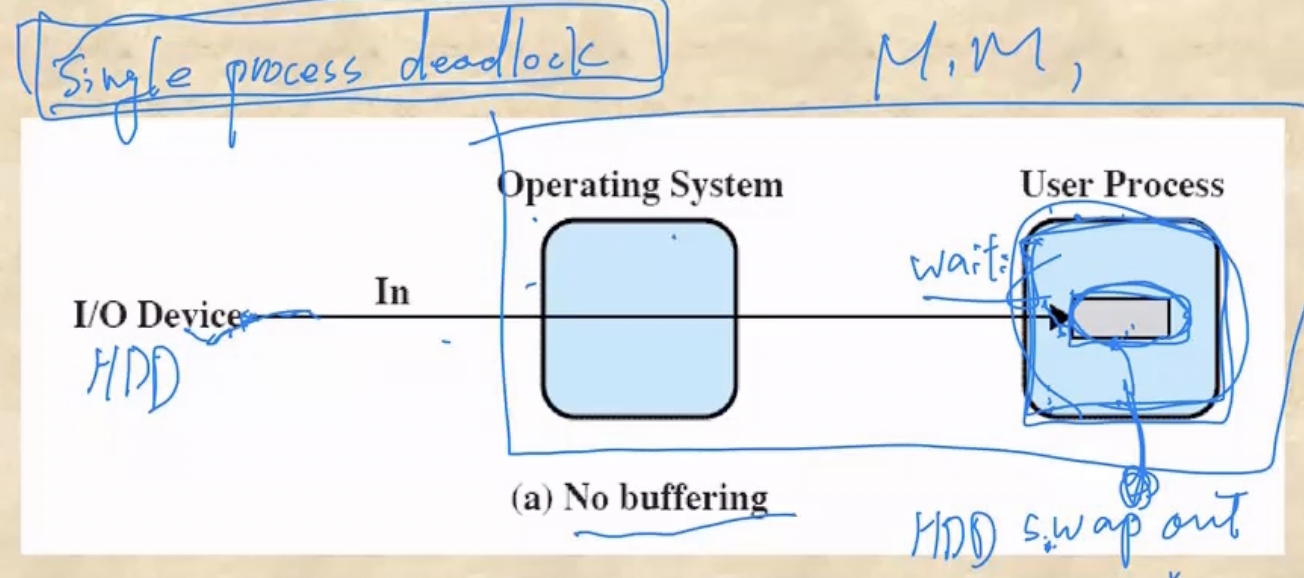 Single process deadlock
M.M,
Operating System
User Process
wait
In
I/O Device
HDD
(a) No buffering
HDD swap out